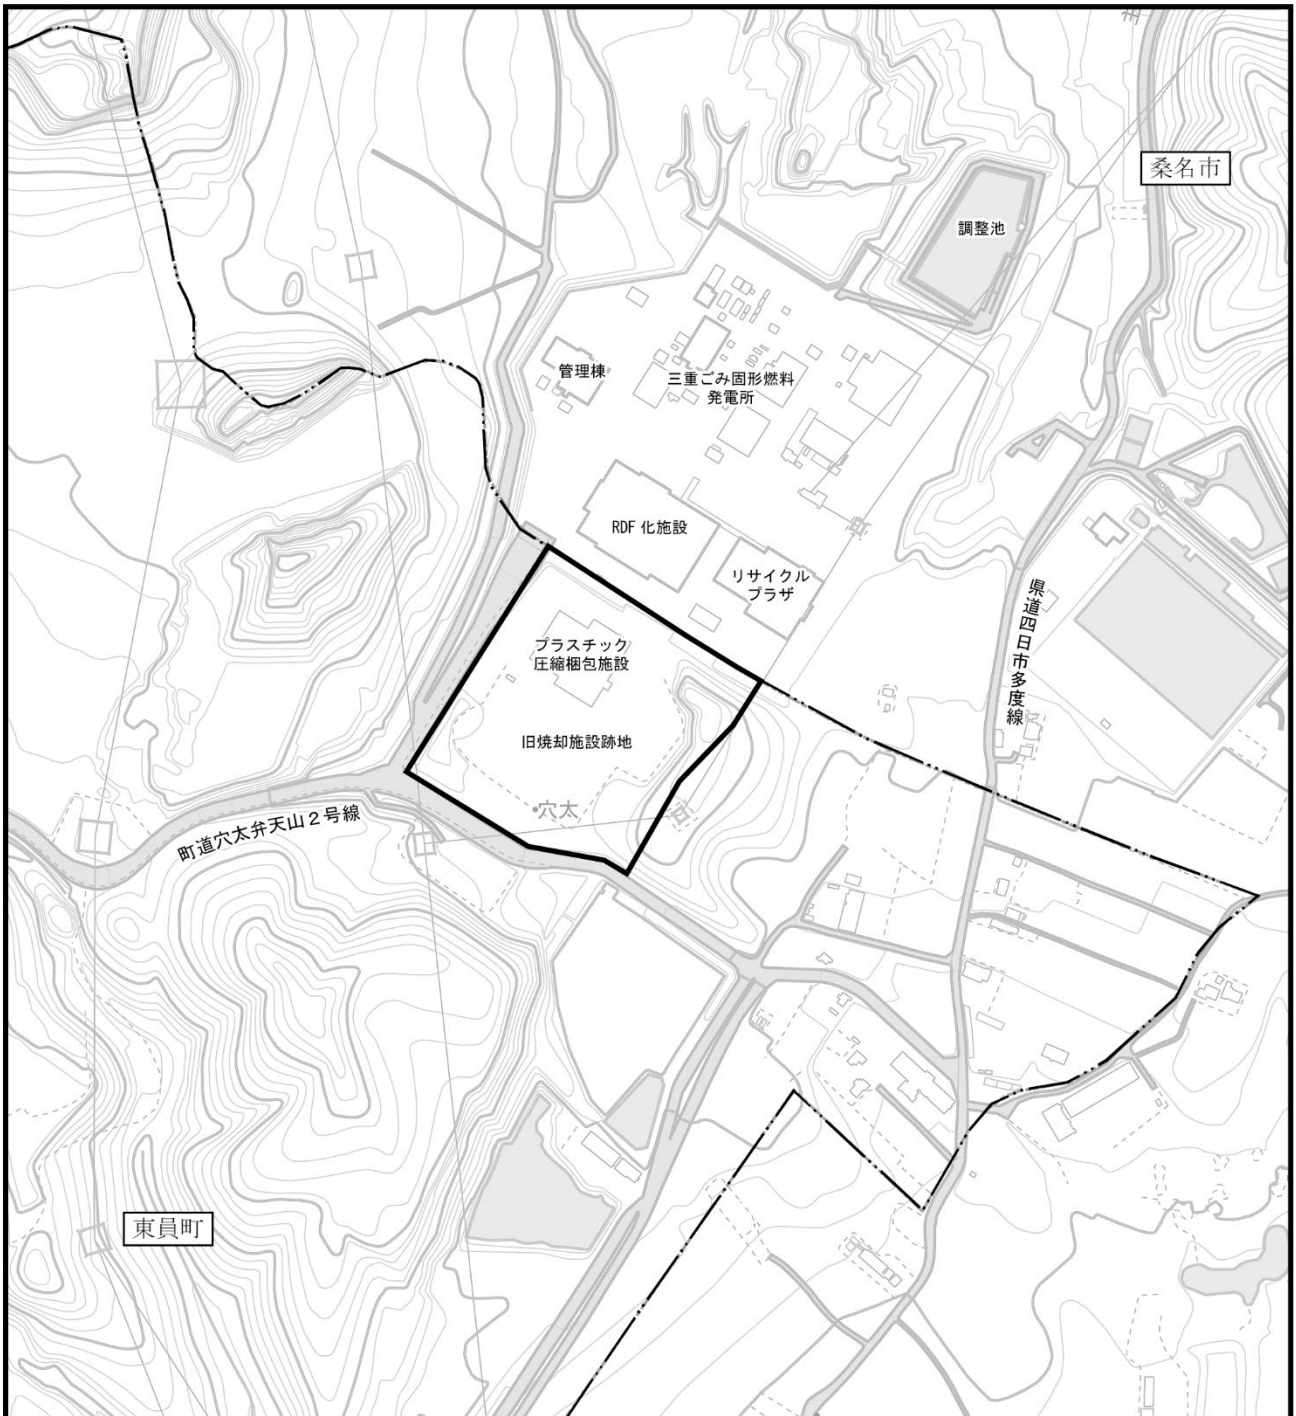 桑名市
調整池
管理棟
三重ごみ固形燃料
発電所
RDF 化施設
リサイクル
プラザ
県道四日市多度線
プラスチック
圧縮梱包施設
旧焼却施設跡地
穴太
町道穴太弁天山２号線
東員町